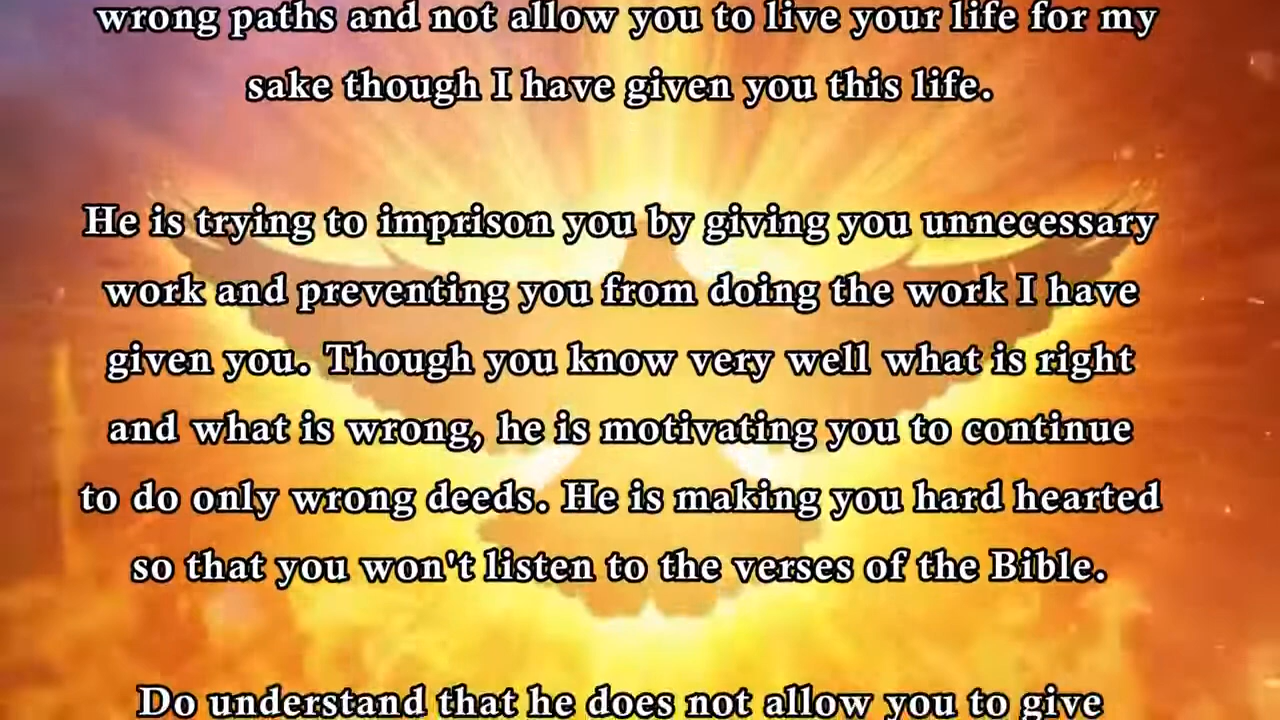 wrong paths and not allow you to live your life for my
sake though I have given you this life.
He is trying to imprison you by giving you unnecessary
work and preventing you from doing the work I have
given you. Though you know very well what is right
and what is wrong, he is motivating you to continue
to do only wrong deeds. He is making you hard hearted
so that you won't listen to the verses of the Bible.
Do understand that he does not allow you to give